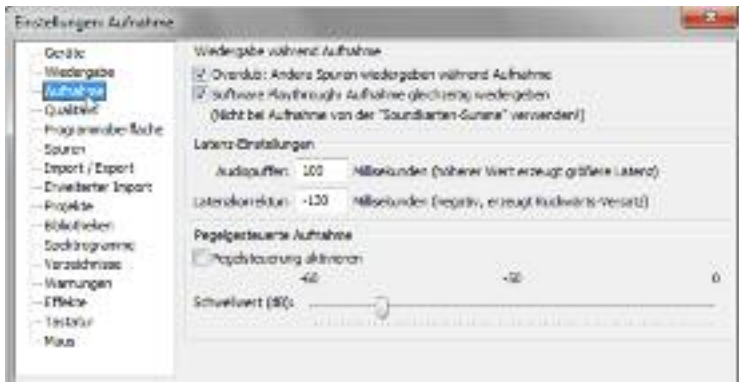 Einstellungen: Aufnahme
Geräte
Wiedergabe
Aufnahme
Qualität
Programmoberfläche
Spuren
Import / Export
Erweiterter Import
Projekte
Bibliotheken
Spektrogramme
Verzeichnisse
Warnungen
Effekte
Tastatur
Maus
Wiedergabe während Aufnahme
Overdub: Andere Spuren wiedergeben während Aufnahme
Software Playthrough: Aufnahme gleichzeitig wiedergeben
(Nicht bei Aufnahme von der "Soundkarten-Summe" verwenden!)
Latenz-Einstellungen
Audiopuffer: 100 Millisekunden (höherer Wert erzeugt größere Latenz)
Latenzkorrektur: -130 Millisekunden (negativ, erzeugt Rückwärts-Versatz)
Pegelgesteuerte Aufnahme
Pegelsteuerung aktivieren
-60 -50 0
Schwellwert (dB):